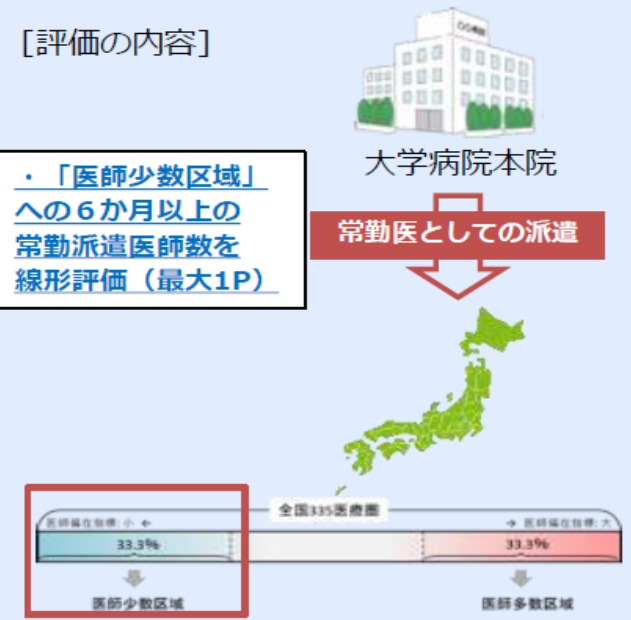 [評価の内容]
大学病院本院
・「医師少数区域」
への６か月以上の
常勤派遣医師数を
線形評価（最大1P）
常勤医としての派遣
全国335医療圏
医師偏在指標: 小 ←
→ 医師偏在指標: 大
33.3%
33.3%
医師少数区域
医師多数区域